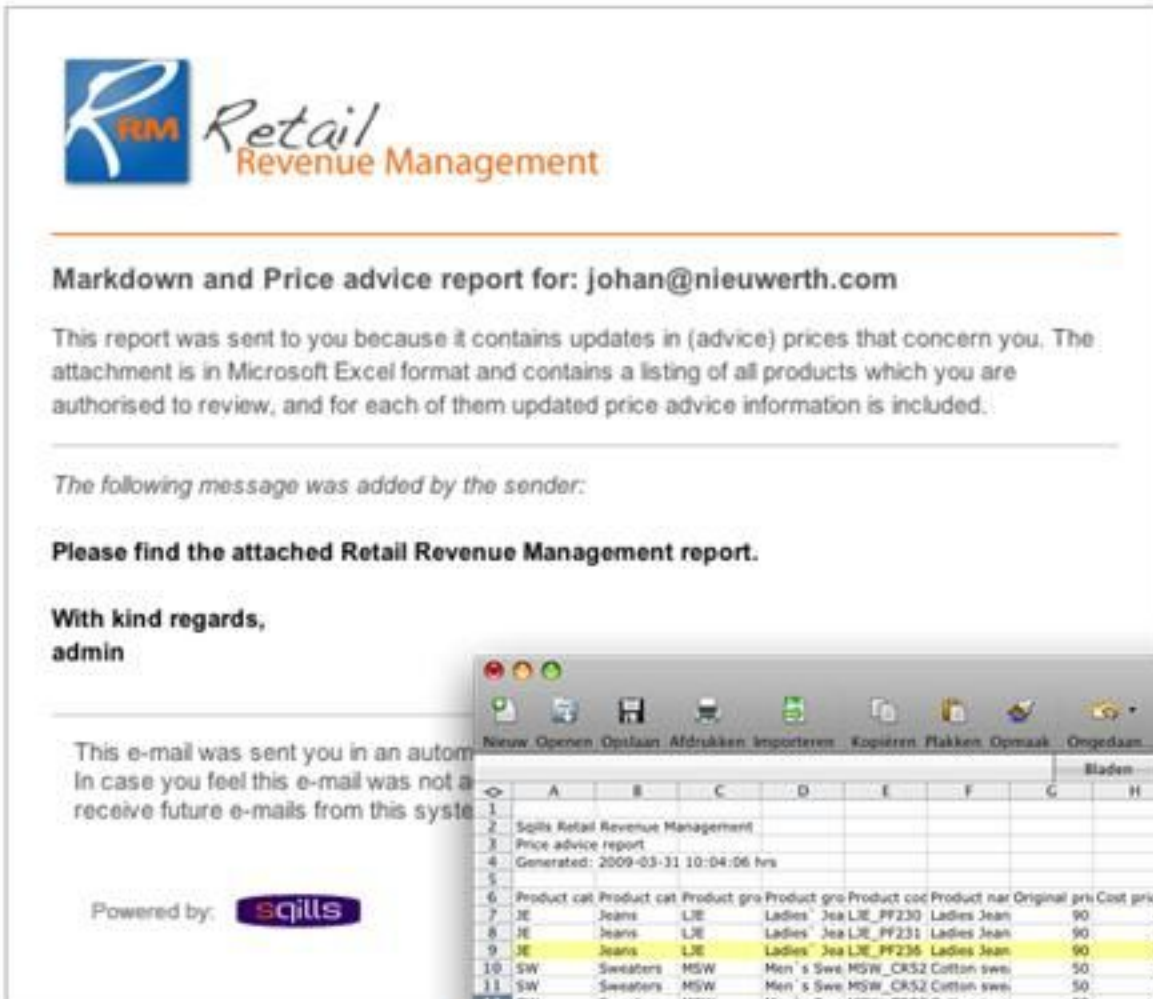 RRM
Retail
Revenue Management
Markdown and Price advice report for: johan@nieuwerth.com
This report was sent to you because it contains updates in (advice) prices that concern you. The
attachment is in Microsoft Excel format and contains a listing of all products which you are
authorised to review, and for each of them updated price advice information is included.
The following message was added by the sender:
Please find the attached Retail Revenue Management report.
With kind regards,
admin
This e-mail was sent you in an autom
In case you feel this e-mail was not a
receive future e-mails from this syste
Powered by: sqills
Nieuw Openen Opslaan Afdrukken Importeren Kopiëren Plakken Opmaak Ongedaan
Bladen
A B C D E F G H
1
2 Sqills Retail Revenue Management
3 Price advice report
4 Generated: 2009-03-31 10:04:06 hrs
5
6 Product cat Product cat Product gro Product gro Product cod Product nar Original pri Cost pric
7 JE Jeans LJE Ladies` Jea LJE_PF230 Ladies Jean 90
8 JE Jeans LJE Ladies` Jea LJE_PF231 Ladies Jean 90
9 JE Jeans LJE Ladies` Jea LJE_PF236 Ladies Jean 90
10 SW Sweaters MSW Men`s Swe MSW_CR52 Cotton swe 50
11 SW Sweaters MSW Men`s Swe MSW_CR52 Cotton swe 50